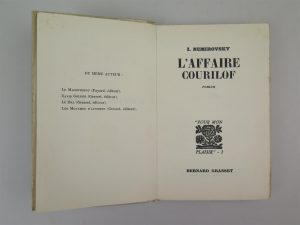 DU MÊME AUTEUR :
LE MALENTENDU (Fayard, éditeur).
DAVID GOLDER (Grasset, éditeur).
LE BAL (Grasset, éditeur).
LES MOUCHES D'AUTOMNE (Grasset, éditeur).
I. NEMIROVSKY
L'AFFAIRE
COURILOF
ROMAN
"POUR MON
PLAISIR" - I
BERNARD GRASSET